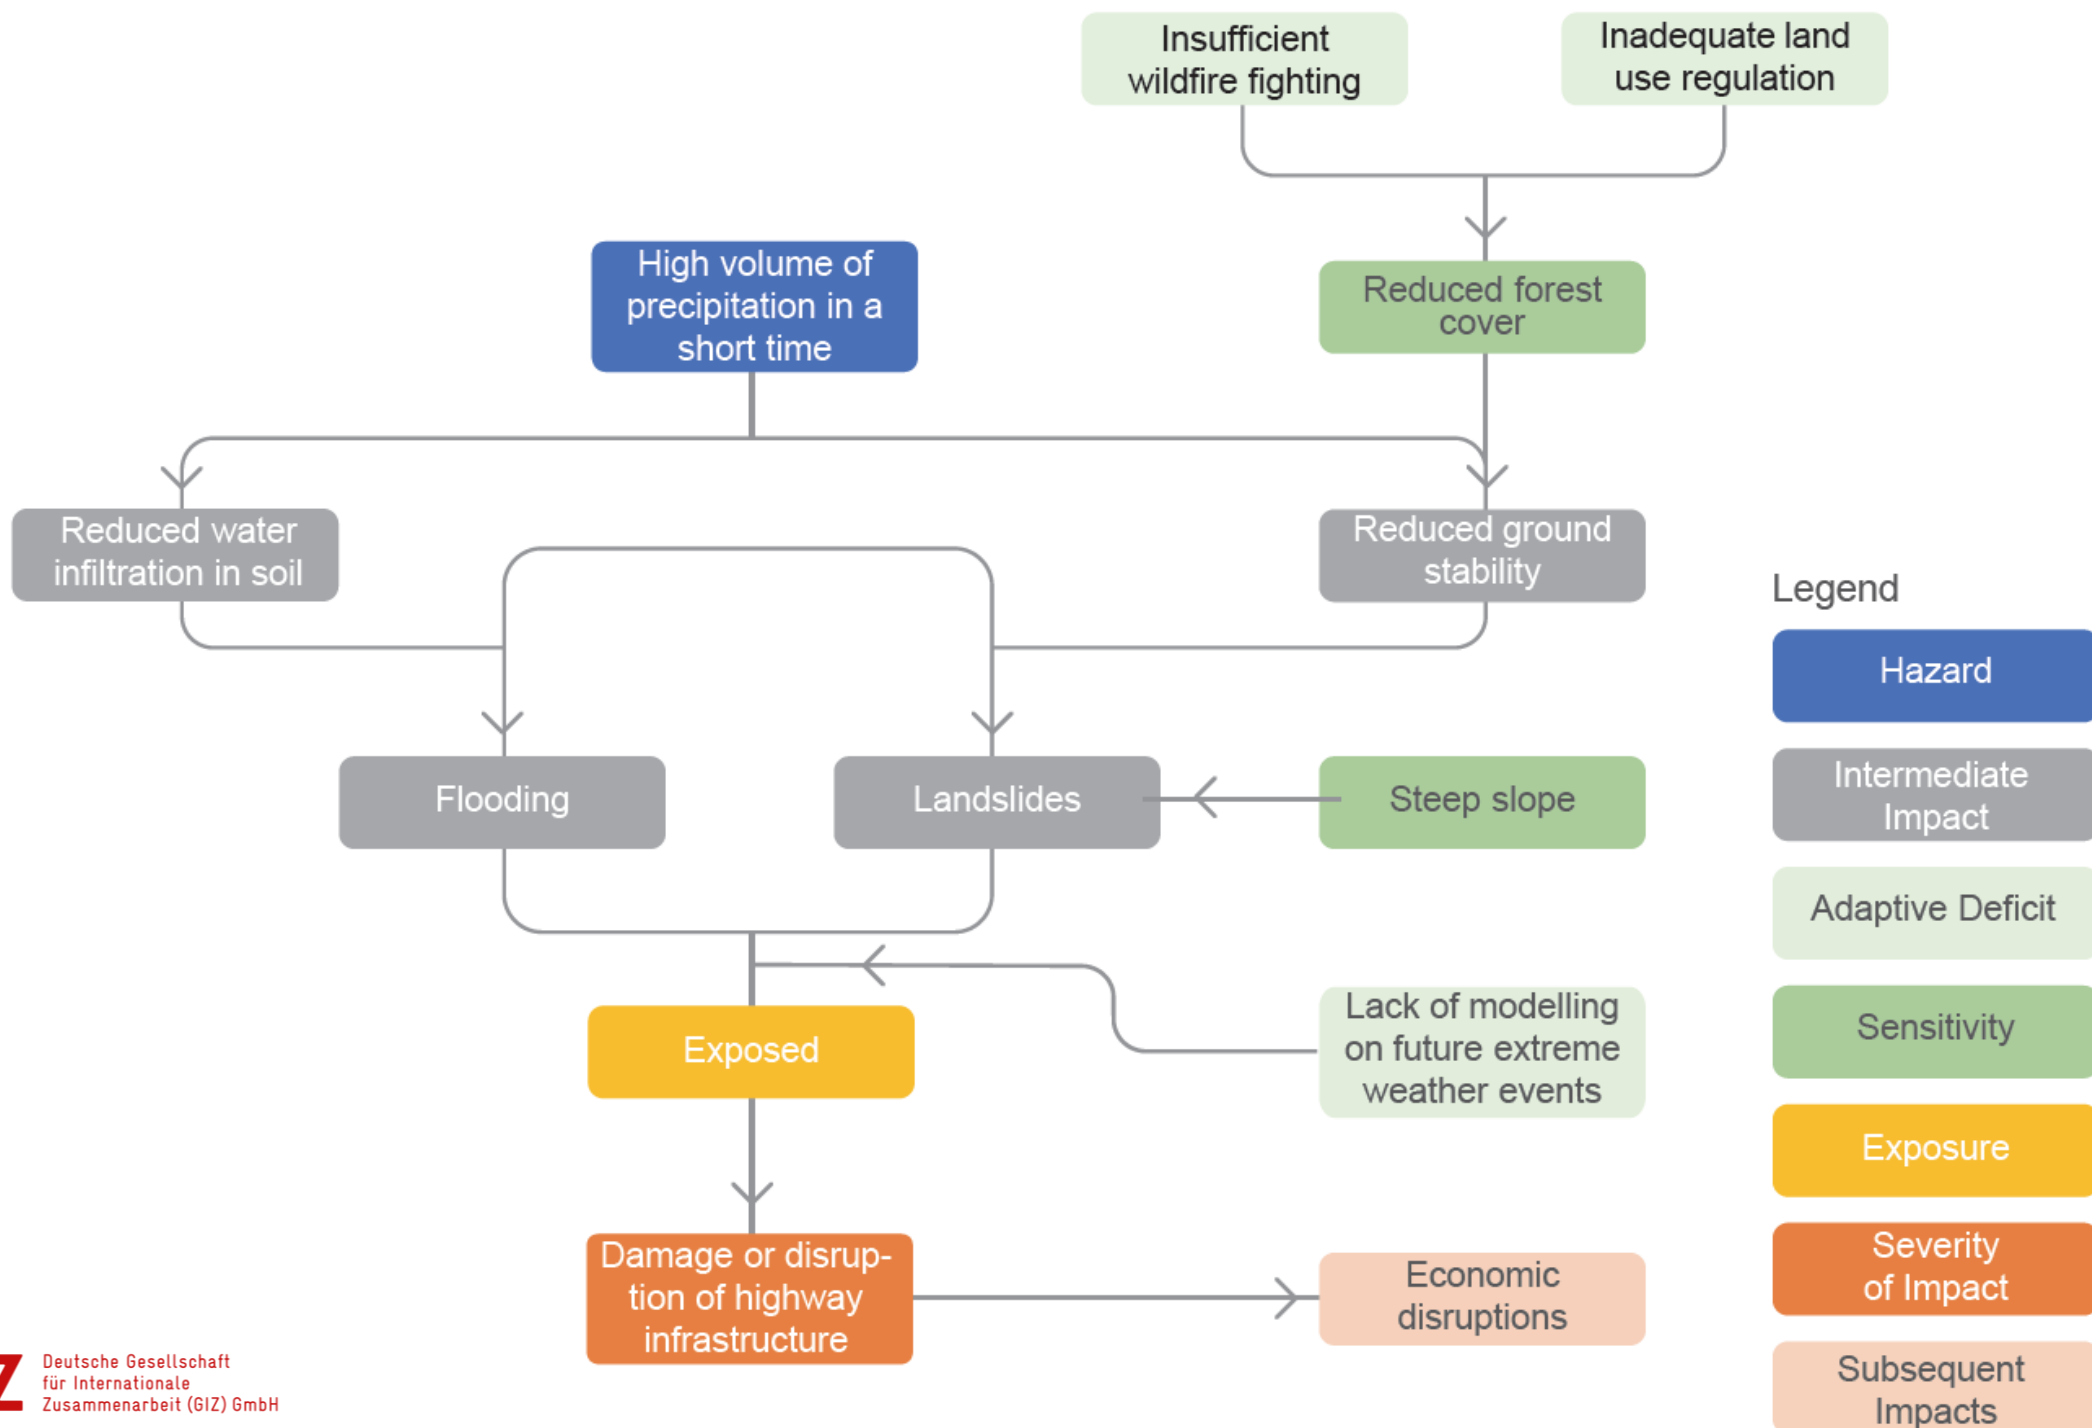 Insufficient
wildfire fighting
Inadequate land
use regulation
High volume of
precipitation in a
short time
Reduced forest
cover
Reduced water
infiltration in soil
Reduced ground
stability
Flooding
Landslides
Steep slope
Exposed
Lack of modelling
on future extreme
weather events
Damage or disrup-
tion of highway
infrastructure
Economic
disruptions
Legend
Hazard
Intermediate
Impact
Adaptive Deficit
Sensitivity
Exposure
Severity
of Impact
Subsequent
Impacts
Z
Deutsche Gesellschaft
für Internationale
Zusammenarbeit (GIZ) GmbH